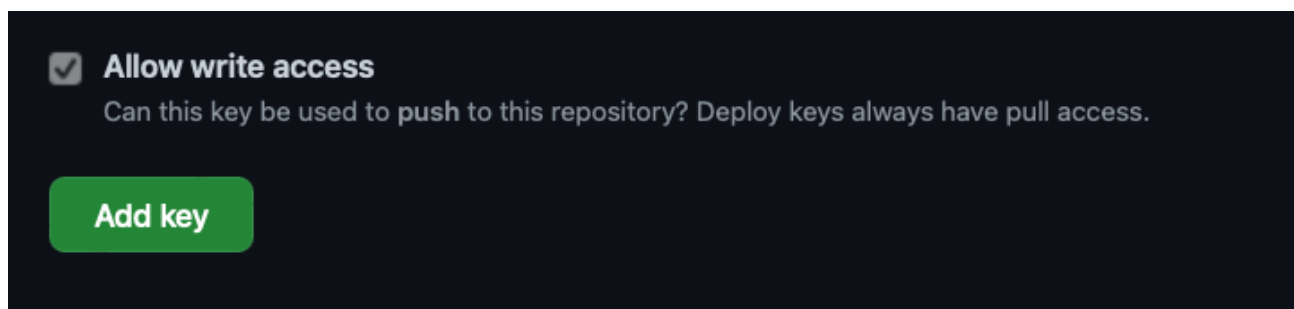 Allow write access
Can this key be used to push to this repository? Deploy keys always have pull access.
Add key